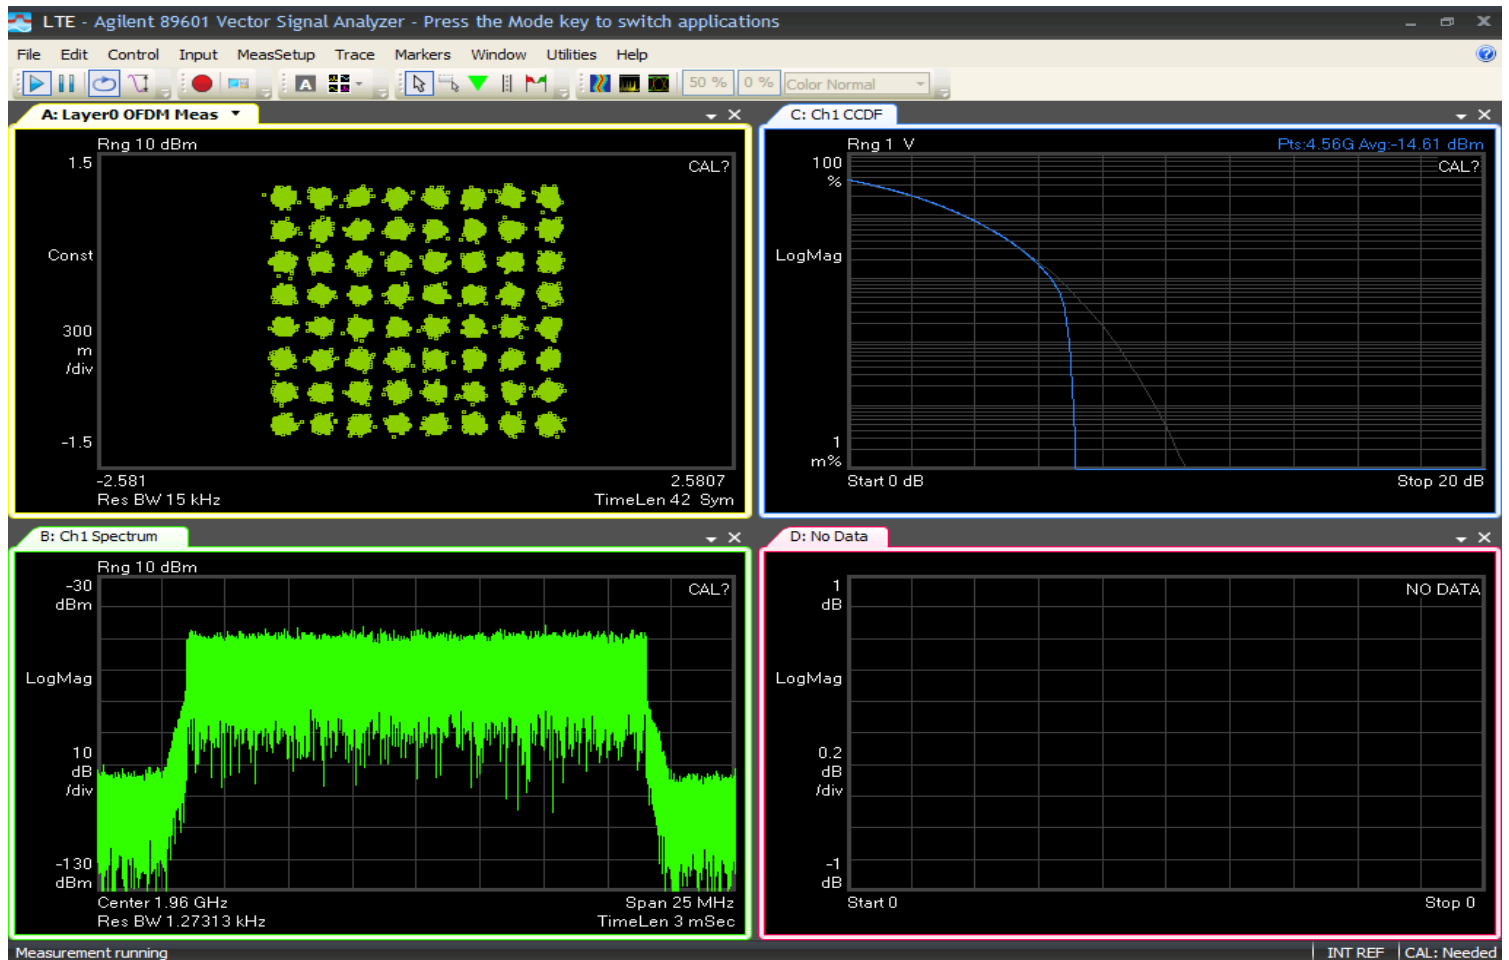 LTE - Agilent 89601 Vector Signal Analyzer - Press the Mode key to switch applications
File Edit Control Input MeasSetup Trace Markers Window Utilities Help
A 50 % 0 % Color Normal
A: Layer0 OFDM Meas
Rng 10 dBm
1.5
CAL?
Const
300
m
/div
-1.5
-2.581 2.5807
Res BW 15 kHz TimeLen 42 Sym
C: Ch1 CCDF
Rng 1 V Pts:4.56G Avg:-14.61 dBm
100
%
CAL?
LogMag
1
m%
Start 0 dB Stop 20 dB
B: Ch1 Spectrum
Rng 10 dBm
-30
dBm
CAL?
LogMag
10
dB
/div
-130
dBm
Center 1.96 GHz Span 25 MHz
Res BW 1.27313 kHz TimeLen 3 mSec
D: No Data
1
dB
NO DATA
LogMag
0.2
dB
/div
-1
dB
Start 0 Stop 0
Measurement running INT REF CAL: Needed